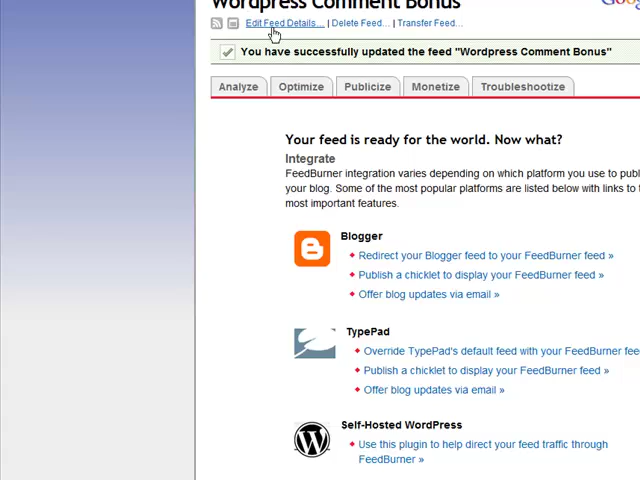 Wordpress Comment Bonus
Edit Feed Details... | Delete Feed... | Transfer Feed...
You have successfully updated the feed "Wordpress Comment Bonus"
Analyze Optimize Publicize Monetize Troubleshootize
Your feed is ready for the world. Now what?
Integrate
FeedBurner integration varies depending on which platform you use to
your blog. Some of the most popular platforms are listed below with links to
most important features.
Blogger
Redirect your Blogger feed to your FeedBurner feed »
Publish a chicklet to display your FeedBurner feed »
Offer blog updates via email »
TypePad
Override TypePad's default feed with your FeedBurner
Publish a chicklet to display your FeedBurner feed »
Offer blog updates via email »
Self-Hosted WordPress
Use this plugin to help direct your feed traffic through
FeedBurner »